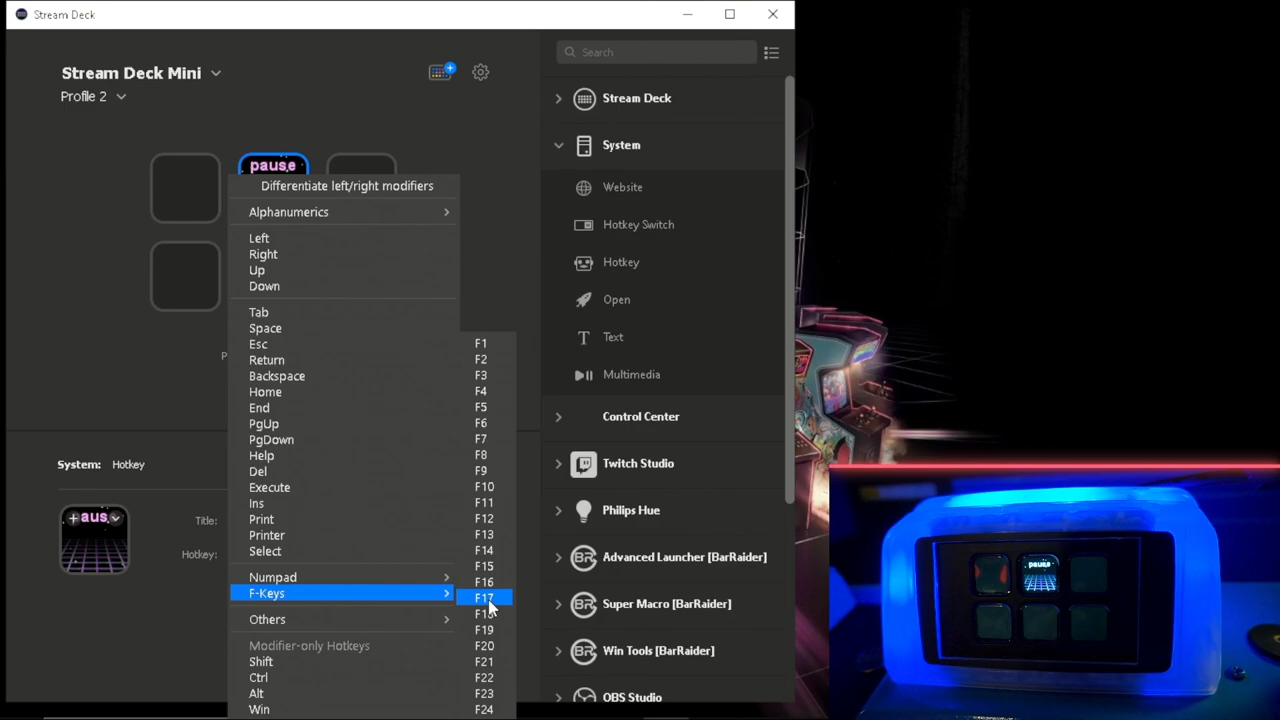 Stream Deck
Stream Deck Mini
Profile 2
pause
Differentiate left/right modifiers
Alphanumerics
Left
Right
Up
Down
Tab
Space
Esc
Return
Backspace
Home
End
PgUp
PgDown
Help
Del
Execute
Ins
Print
Printer
Select
Numpad
F-Keys
Others
Modifier-only Hotkeys
Shift
Ctrl
Alt
Win
F1
F2
F3
F4
F5
F6
F7
F8
F9
F10
F11
F12
F13
F14
F15
F16
F17
F18
F19
F20
F21
F22
F23
F24
P
System: Hotkey
Title:
Hotkey:
Search
Stream Deck
System
Website
Hotkey Switch
Hotkey
Open
T Text
Multimedia
Control Center
Twitch Studio
Philips Hue
BR Advanced Launcher [BarRaider]
BR Super Macro [BarRaider]
BR Win Tools [BarRaider]
OBS Studio
pause